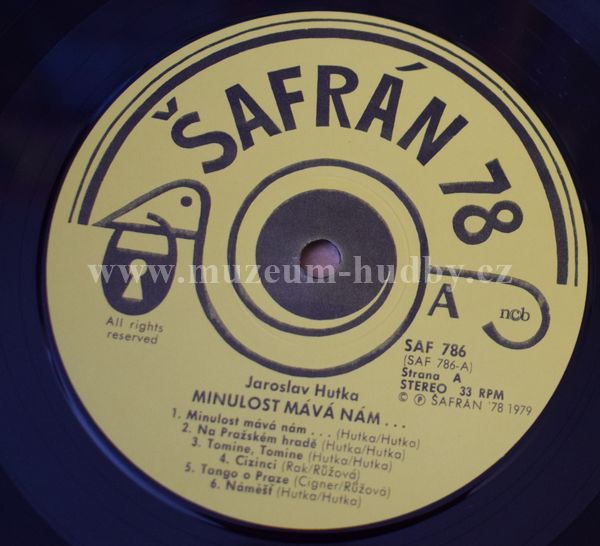 ŠAFRÁN 78
www.muzeum-hudby.cz
All rights
reserved
A
ncb
SAF 786
(SAF 786-A)
Strana A
STEREO 33 RPM
© Ⓟ ŠAFRÁN '78 1979
Jaroslav Hutka
MINULOST MÁVÁ NÁM...
1. Minulost mává nám... (Hutka/Hutka)
2. Na Pražském hradě (Hutka/Hutka)
3. Tomine, Tomine (Hutka/Hutka)
4. Cizinci (Rak/Růžová)
5. Tango o Praze (Cigner/Růžová)
6. Náměšť (Hutka/Hutka)